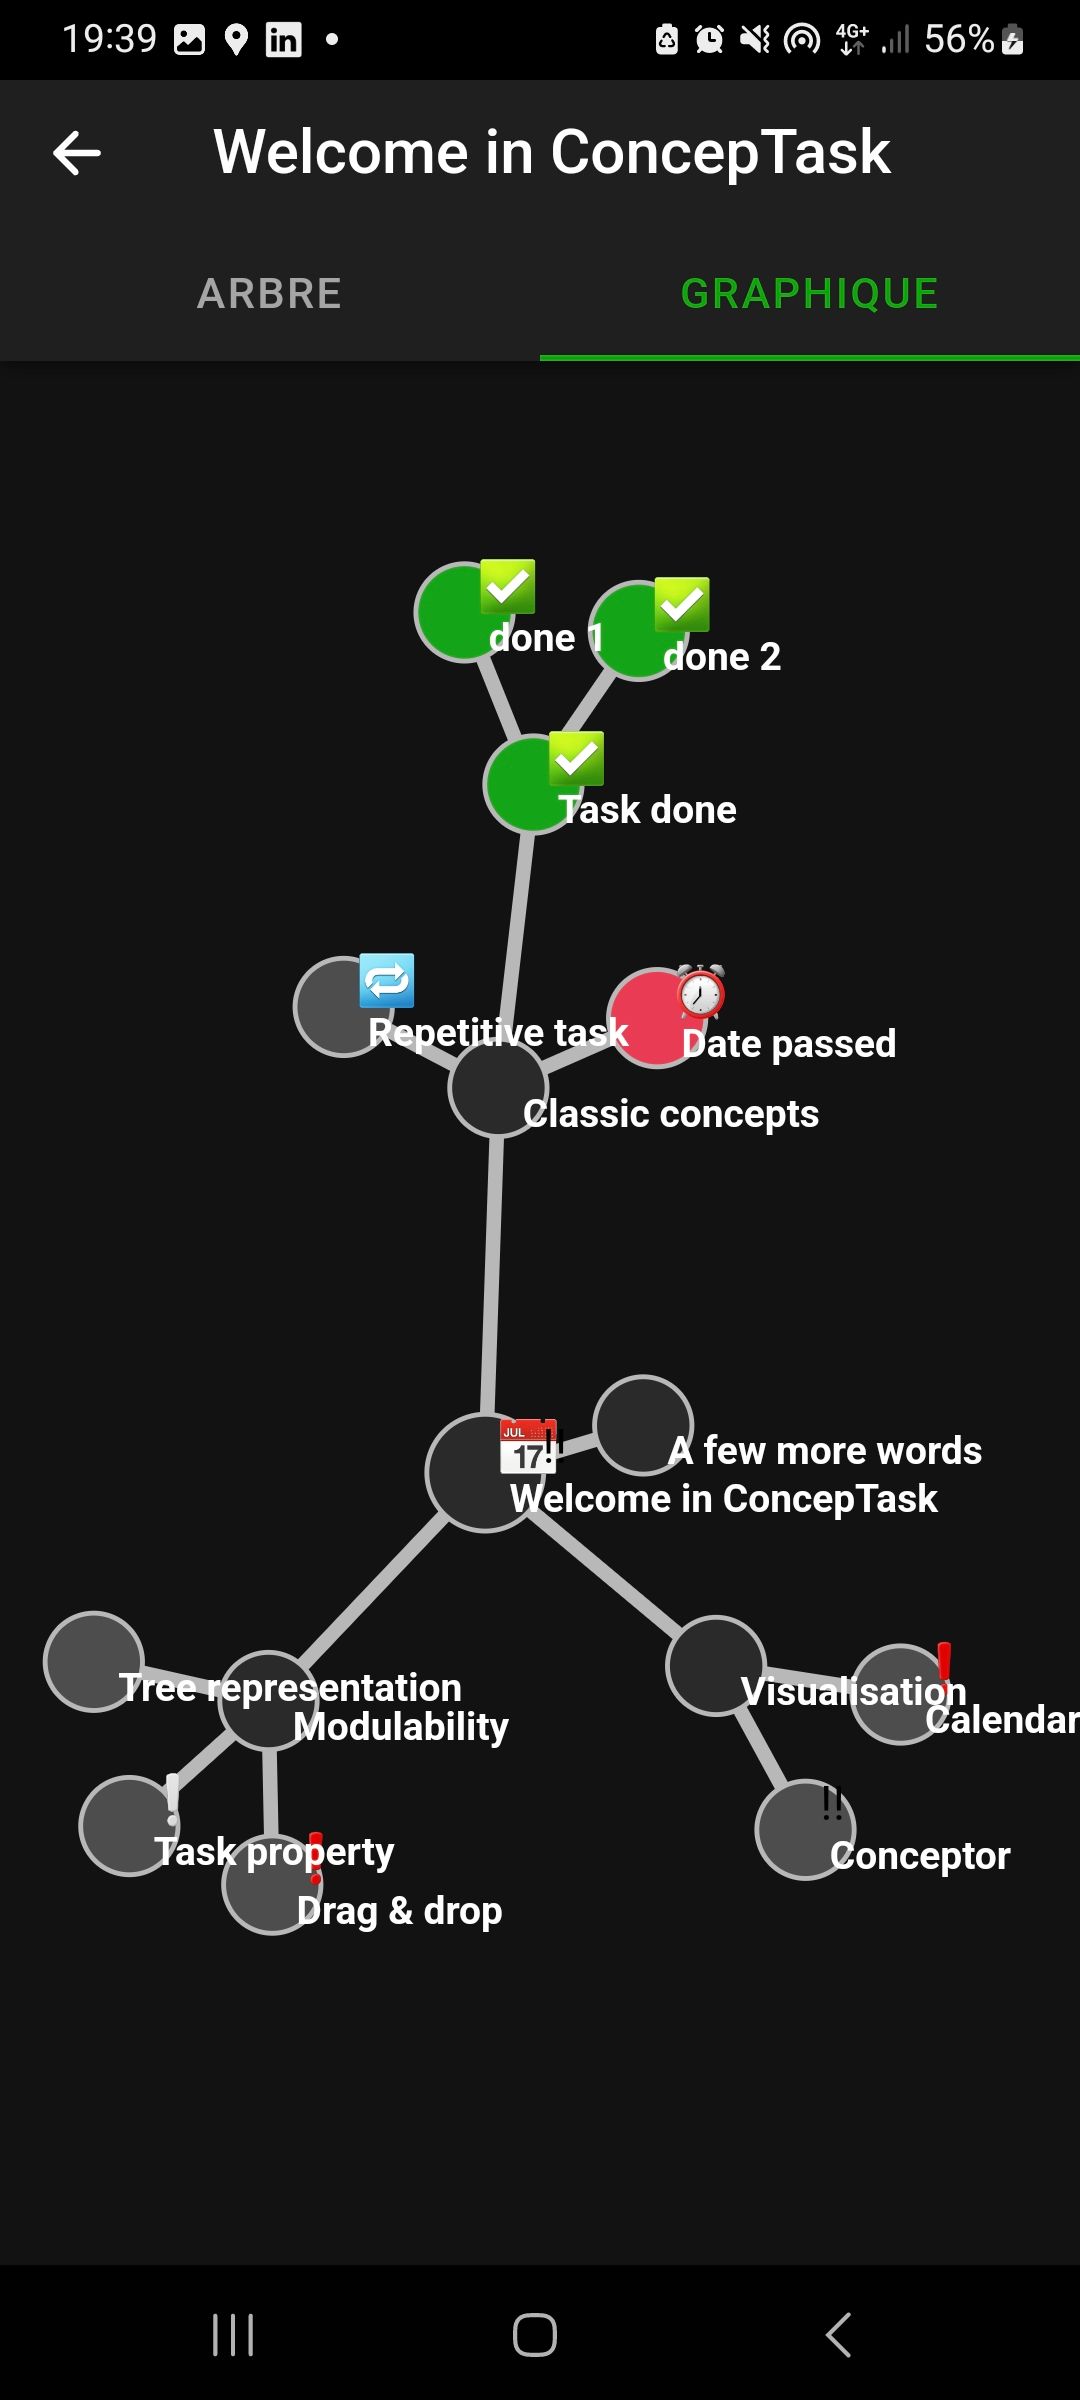 19:39
4G+
56%
Welcome in ConcepTask
ARBRE
GRAPHIQUE
done 1
done 2
Task done
Repetitive task
Date passed
Classic concepts
JUL
17
!!
A few more words
Welcome in ConcepTask
Tree representation
Visualisation
!
Calendar
Modulability
!
Task property
!
!!
Conceptor
Drag & drop